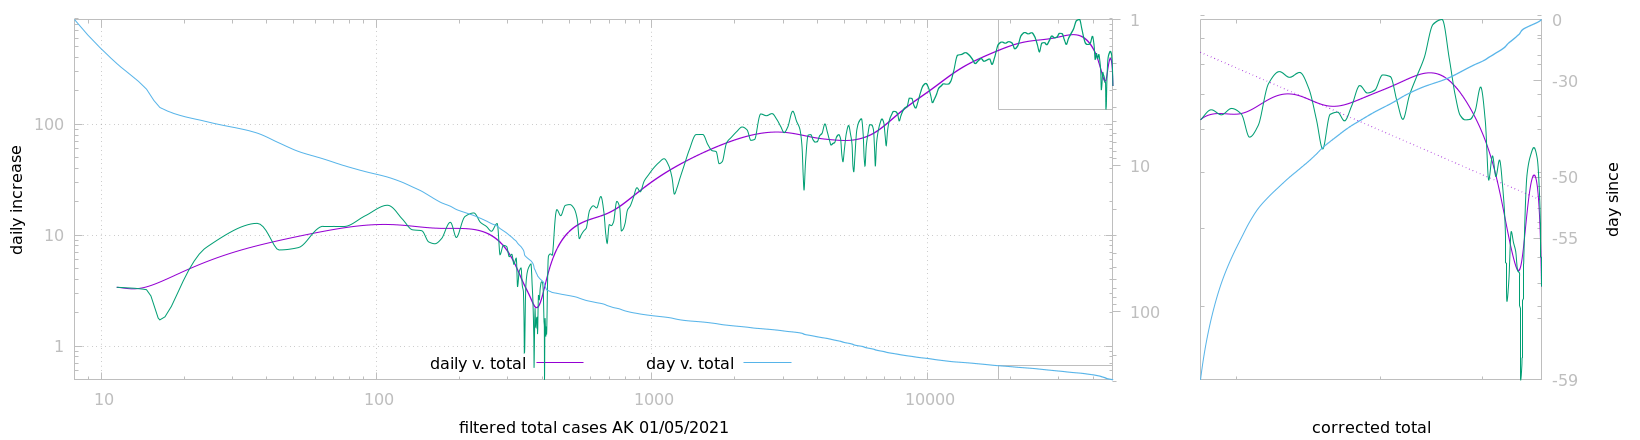 daily increase
100
10
1
10
100
1000
10000
1
10
100
daily v. total
day v. total
filtered total cases AK 01/05/2021
0
-30
-50
-55
-59
day since
corrected total